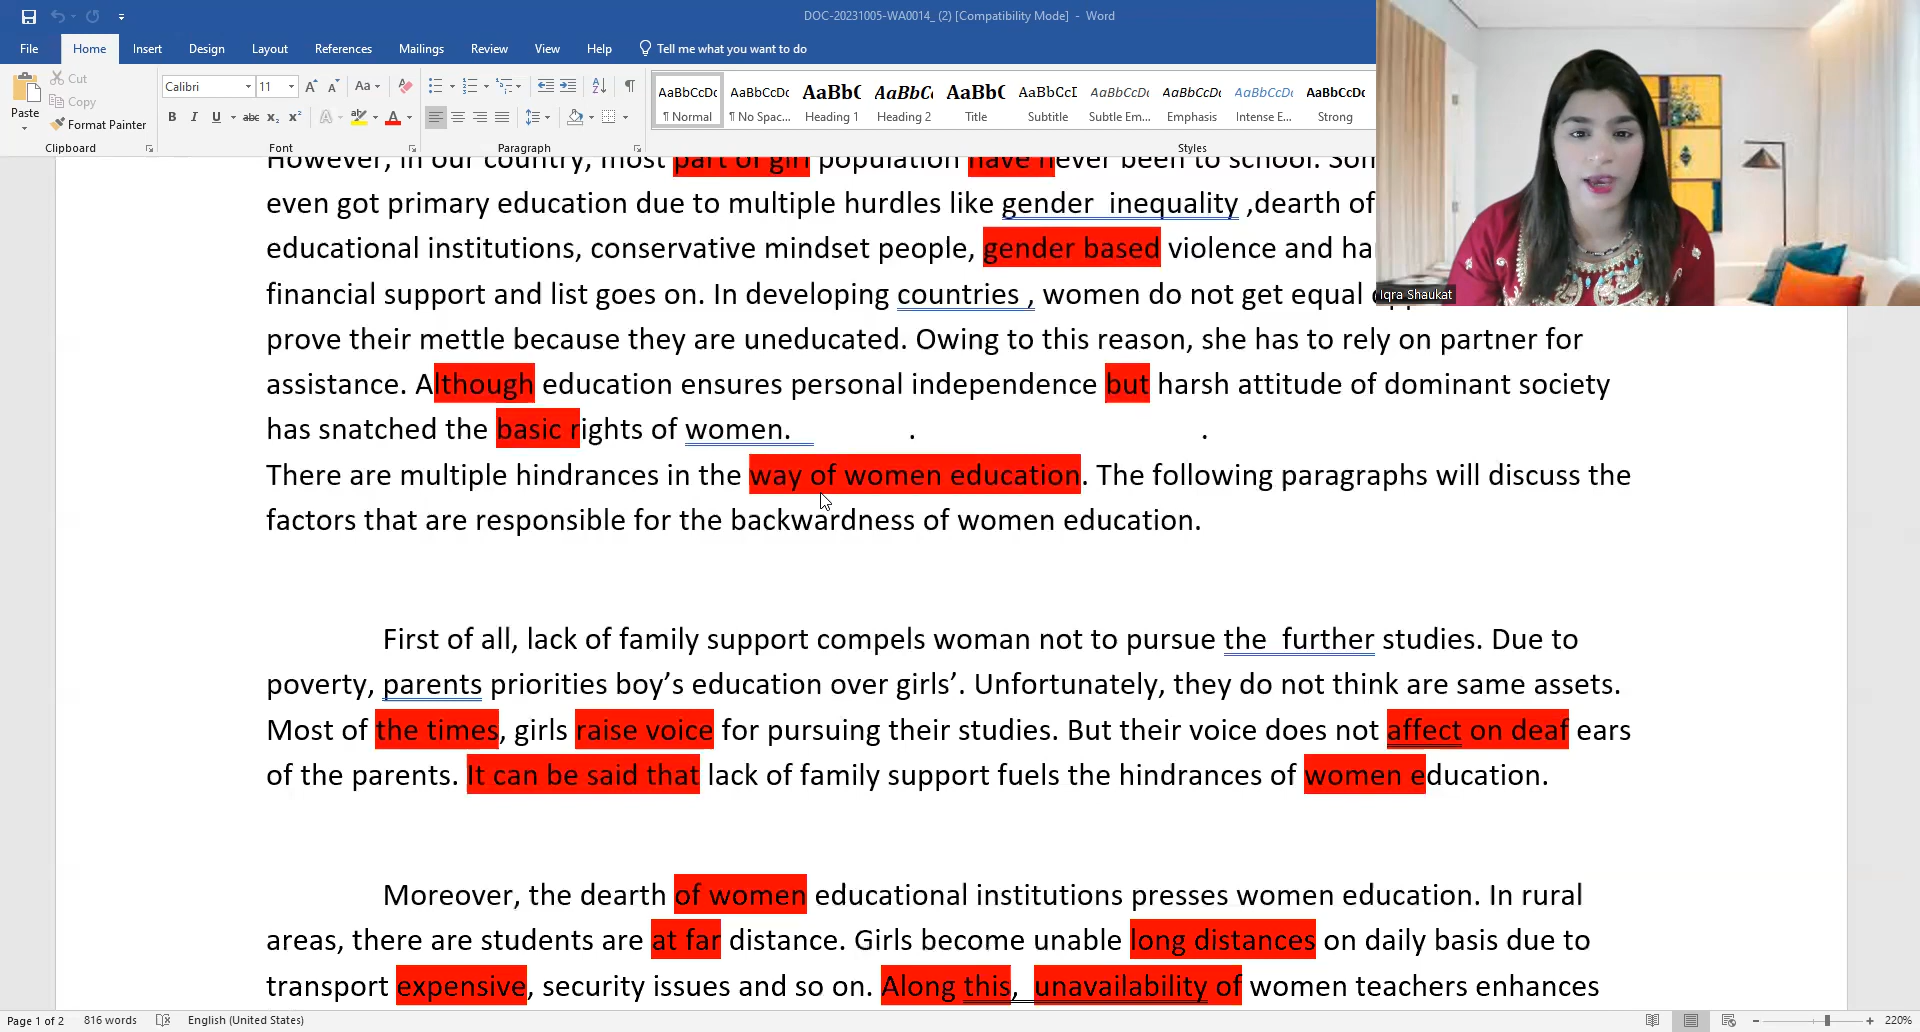 DOC-20231005-WA0014_ (2) [Compatibility Mode] - Word
File Home Insert Design Layout References Mailings Review View Help Tell me what you want to do
Paste
Cut
Copy
Format Painter
Calibri 11
AaBbCcDc AaBbCcDc AaBbC AaBbCc AaBbC AaBbCcI AaBbCcDc AaBbCcDc AaBbCcDc AaBbCcDc
¶ Normal ¶ No Spac... Heading 1 Heading 2 Title Subtitle Subtle Em... Emphasis Intense E... Strong
Clipboard Font Paragraph Styles
However, in our country, most part of girl population have never been to school.
even got primary education due to multiple hurdles like gender inequality ,dearth of
educational institutions, conservative mindset people, gender based violence and
financial support and list goes on. In developing countries , women do not get equal
prove their mettle because they are uneducated. Owing to this reason, she has to rely on partner for
assistance. Although education ensures personal independence but harsh attitude of dominant society
has snatched the basic rights of women. . .
There are multiple hindrances in the way of women education. The following paragraphs will discuss the
factors that are responsible for the backwardness of women education.
First of all, lack of family support compels woman not to pursue the further studies. Due to
poverty, parents priorities boy’s education over girls’. Unfortunately, they do not think are same assets.
Most of the times, girls raise voice for pursuing their studies. But their voice does not affect on deaf ears
of the parents. It can be said that lack of family support fuels the hindrances of women education.
Moreover, the dearth of women educational institutions presses women education. In rural
areas, there are students are at far distance. Girls become unable long distances on daily basis due to
transport expensive, security issues and so on. Along this, unavailability of women teachers enhances
Iqra Shaukat
Page 1 of 2 816 words English (United States) 220%